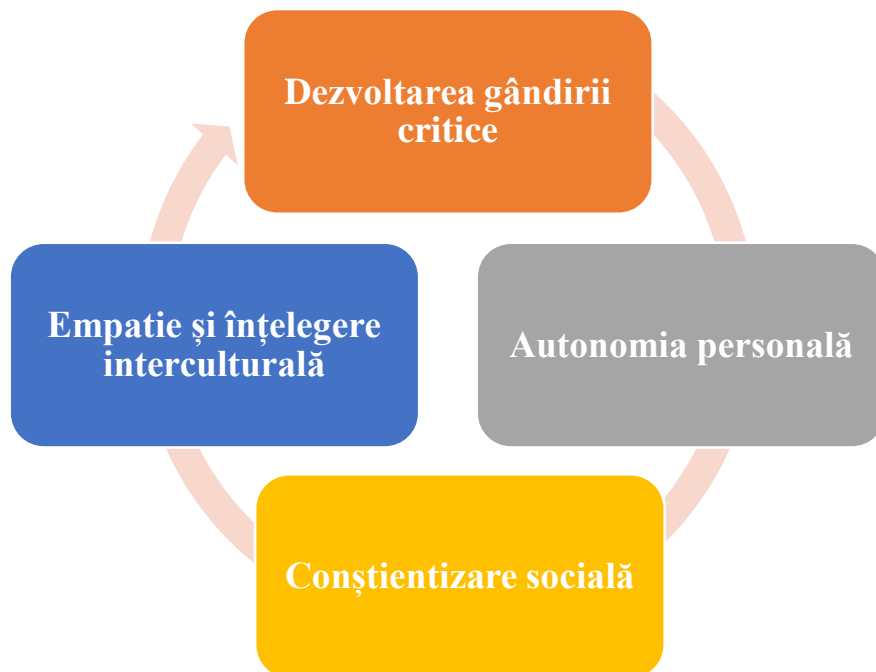 Dezvoltarea gândirii
critice
Empatie și înțelegere
interculturală
Autonomia personală
Conștientizare socială